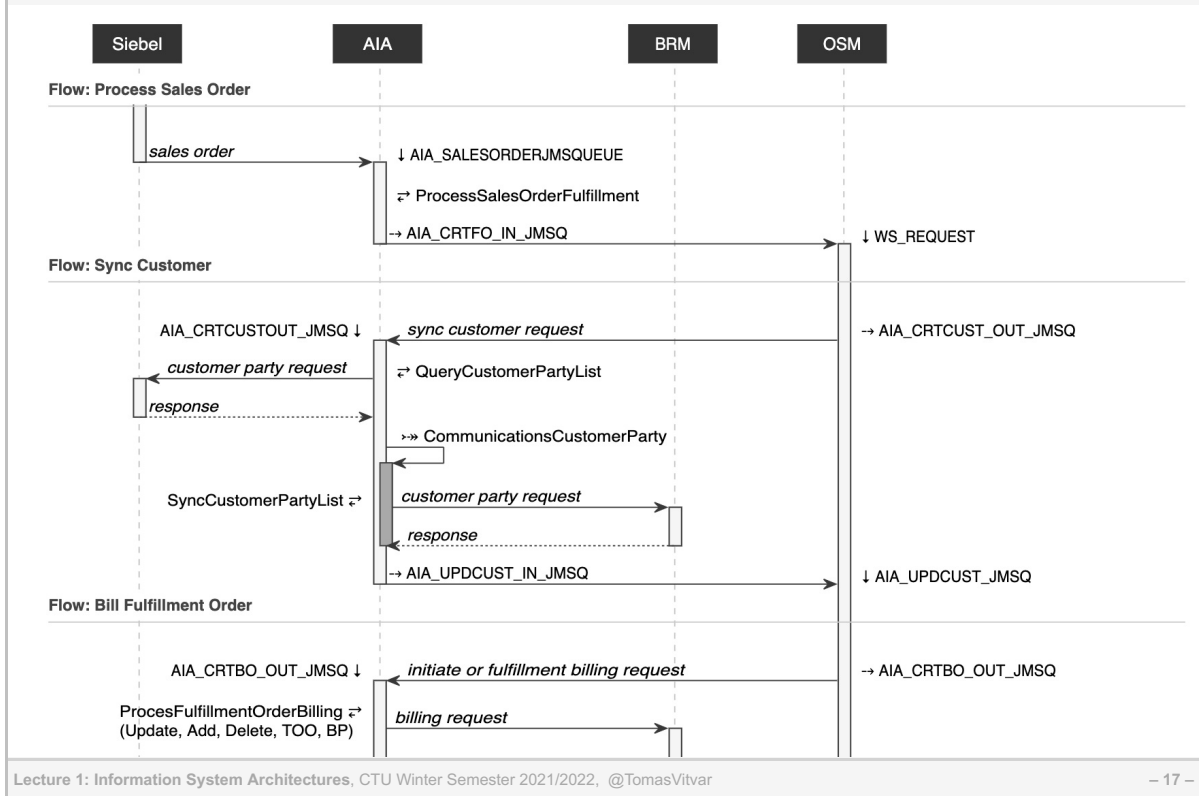 Siebel AIA BRM OSM
Flow: Process Sales Order
sales order ↓ AIA_SALESORDERJMSQUEUE
⇄ ProcessSalesOrderFulfillment
⇢ AIA_CRTFO_IN_JMSQ ↓ WS_REQUEST
Flow: Sync Customer
AIA_CRTCUSTOUT_JMSQ ↓ sync customer request ⇢ AIA_CRTCUST_OUT_JMSQ
customer party request ⇄ QueryCustomerPartyList
response
⤐ CommunicationsCustomerParty
SyncCustomerPartyList ⇄ customer party request
response
⇢ AIA_UPDCUST_IN_JMSQ ↓ AIA_UPDCUST_JMSQ
Flow: Bill Fulfillment Order
AIA_CRTBO_OUT_JMSQ ↓ initiate or fulfillment billing request ⇢ AIA_CRTBO_OUT_JMSQ
ProcesFulfillmentOrderBilling ⇄ billing request
(Update, Add, Delete, TOO, BP)
Lecture 1: Information System Architectures, CTU Winter Semester 2021/2022, @TomasVitvar – 17 –